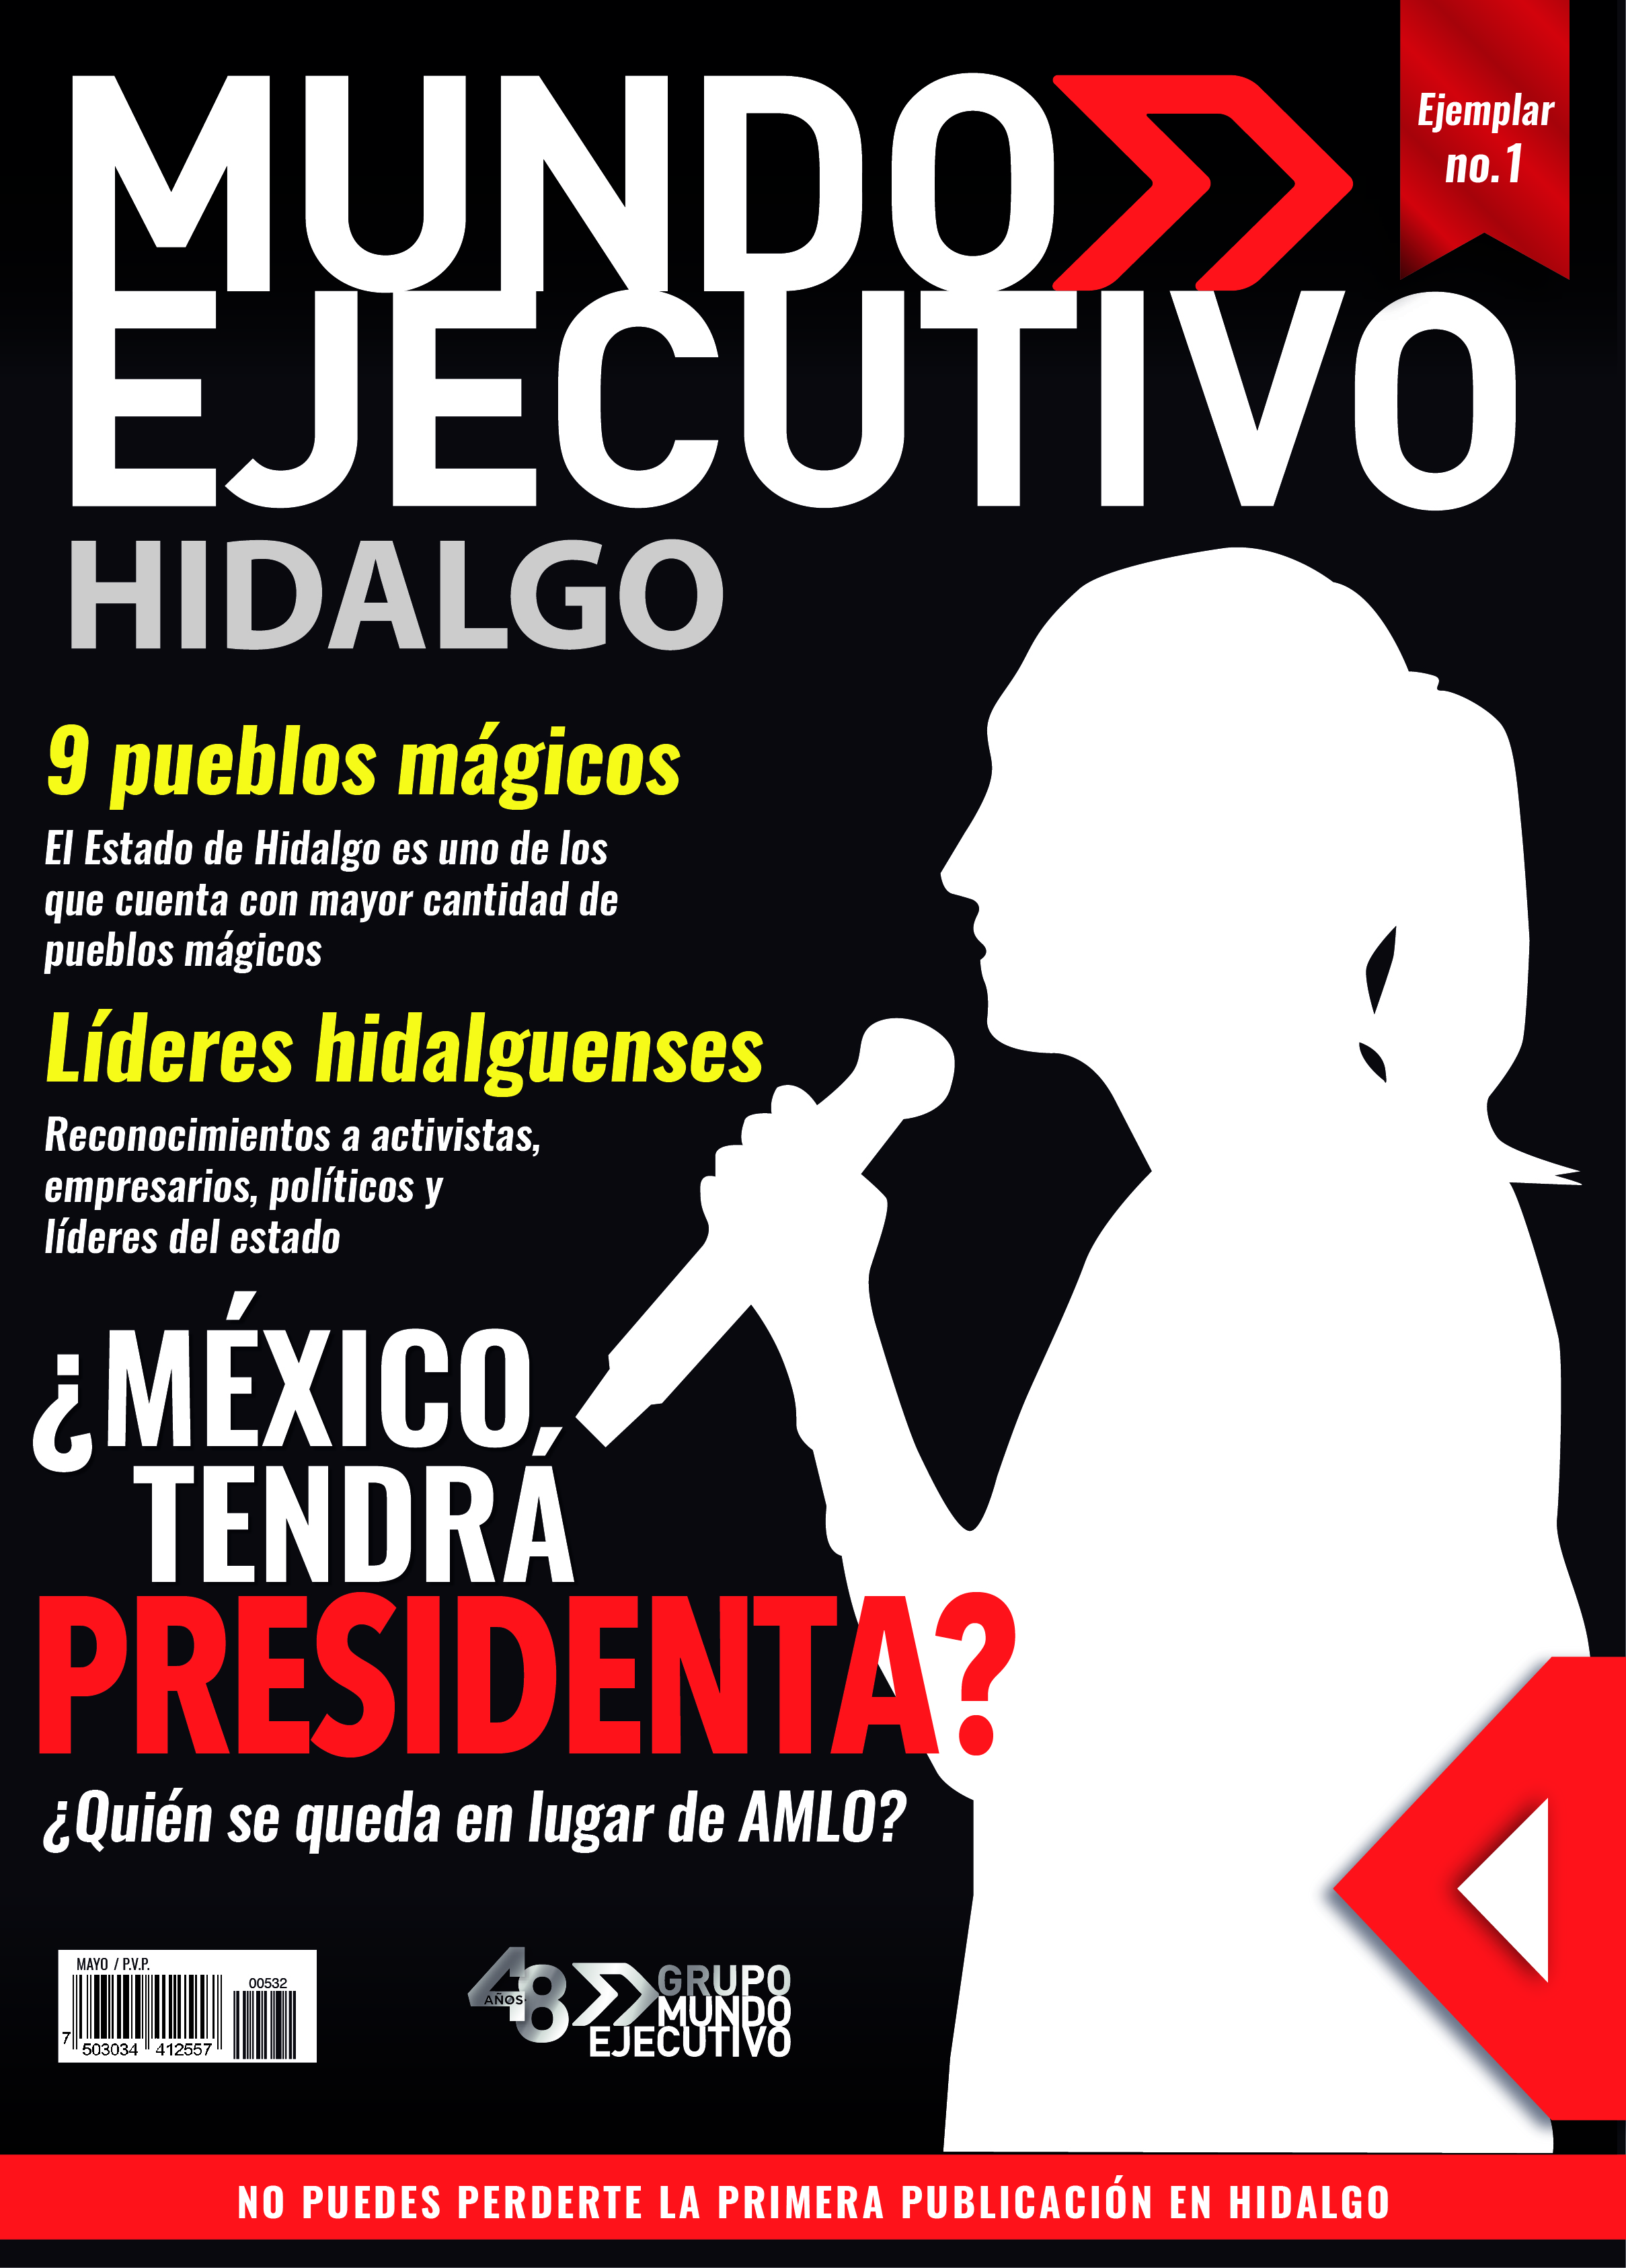 MUNDO
EJECUTIVO
HIDALGO
Ejemplar
no.1
9 pueblos mágicos
El Estado de Hidalgo es uno de los
que cuenta con mayor cantidad de
pueblos mágicos
Líderes hidalguenses
Reconocimientos a activistas,
empresarios, políticos y
líderes del estado
¿MÉXICO
TENDRÁ
PRESIDENTA?
¿Quién se queda en lugar de AMLO?
MAYO / P.V.P.
00532
7 503034 412557
48
AÑOS
GRUPO
MUNDO
EJECUTIVO
NO PUEDES PERDERTE LA PRIMERA PUBLICACIÓN EN HIDALGO